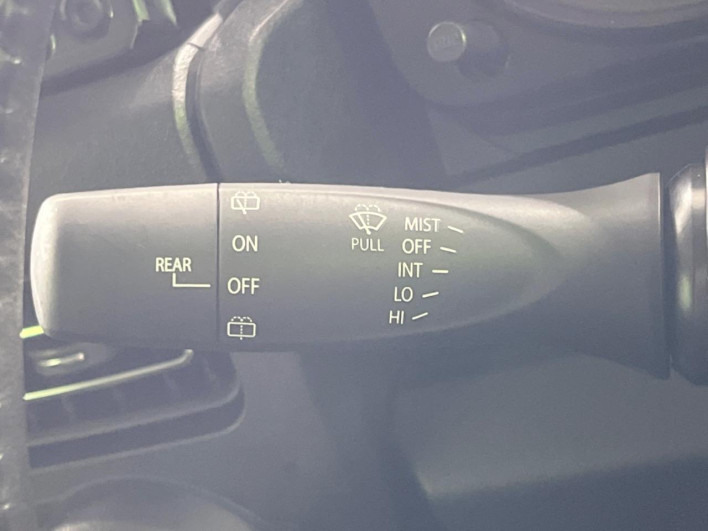 REAR
ON
OFF
PULL
MIST
OFF
INT
LO
HI